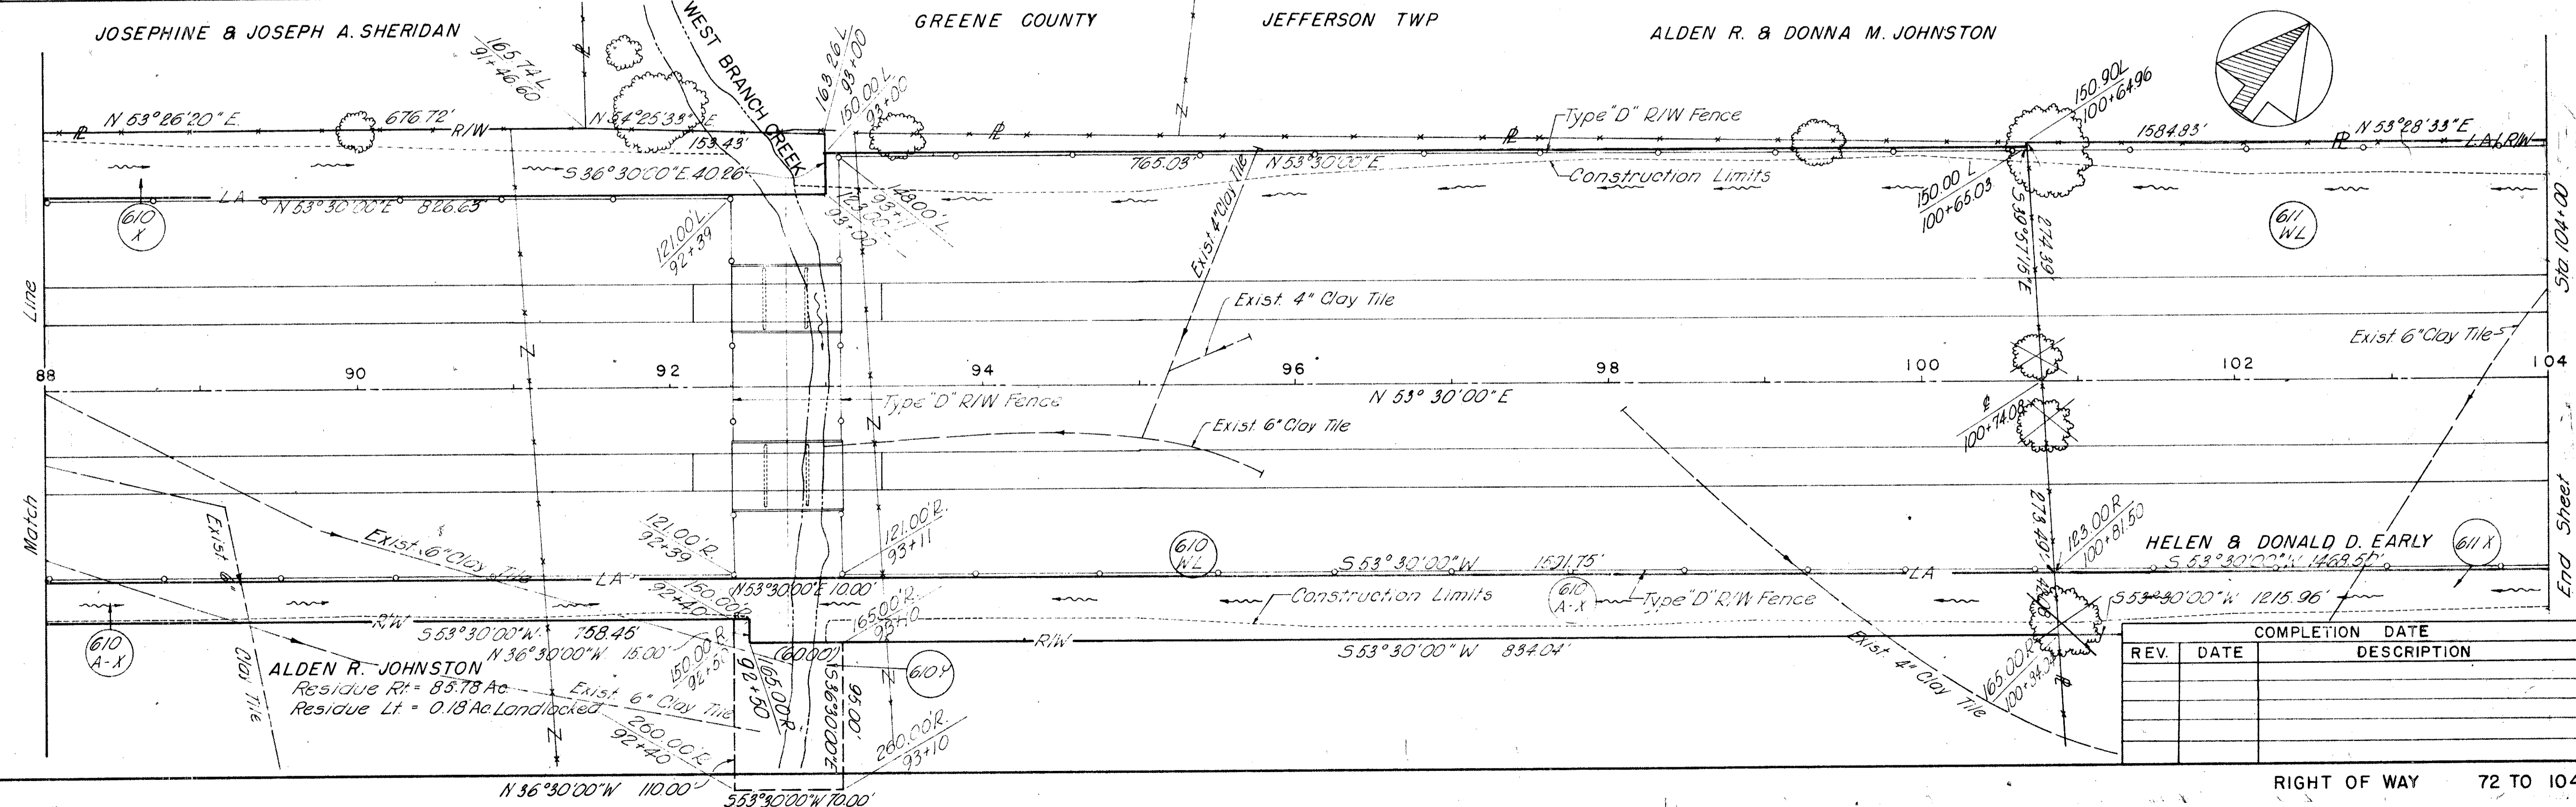 JOSEPHINE & JOSEPH A. SHERIDAN
GREENE COUNTY
JEFFERSON TWP
ALDEN R. & DONNA M. JOHNSTON
WEST BRANCH CREEK
165.74 L
91+46.60
163.26 L
93+00
150.00 L
93+00
150.90L
100+64.96
N 53°26'20" E.
676.72'
R/W
N 54°25'33" E
153.43'
Type "D" R/W Fence
1584.83'
N 53°28'33" E
LA & R/W
765.03'
N 53°30'00" E
S 36°30'00" E 40.26'
Construction Limits
LA
N 53°30'00" E 826.63'
150.00 L
100+65.03
S 39°57'15" E
274.39'
610
X
611
WL
121.00' L.
92+39
93+00
Exist. 4" Clay Tile
Exist. 4" Clay Tile
Exist. 6" Clay Tile
Line
Sta. 104+00
88
90
92
94
96
98
100
102
104
Type "D" R/W Fence
N 53° 30'00" E
Exist. 6" Clay Tile
℄
100+74.08
Match
Exist. 6"
Clay Tile
Exist. 6" Clay Tile
121.00' R.
92+39
121.00' R.
93+11
610
WL
S 53° 30'00" W 1591.75'
273.49'
123.00 R
100+81.50
HELEN & DONALD D. EARLY
611 X
S 53° 30'00" W 1468.50'
LA
N 53°30'00" E 10.00'
150.00' R
92+40
165.00' R
93+10
Construction Limits
610
A-X
Type "D" R/W Fence
LA
S 53°30'00" W 1215.96'
End Sheet
610
A-X
R/W
S 53°30'00" W 758.46'
N 36°30'00" W 15.00'
150.00 R
92+50
165.00 R
92+50
(60.00')
610 Y
R/W
S 53° 30'00" W 834.04'
Exist. 4" Clay Tile
ALDEN R. JOHNSTON
Residue Rt = 85.78 Ac
Residue Lt. = 0.18 Ac Landlocked
Exist 6" Clay Tile
S 36°30'00" E
95.00'
260.00' R
92+40
260.00' R.
93+10
N 36°30'00" W 110.00'
S 53°30'00" W 70.00'
COMPLETION DATE
REV. DATE DESCRIPTION
RIGHT OF WAY 72 TO 104